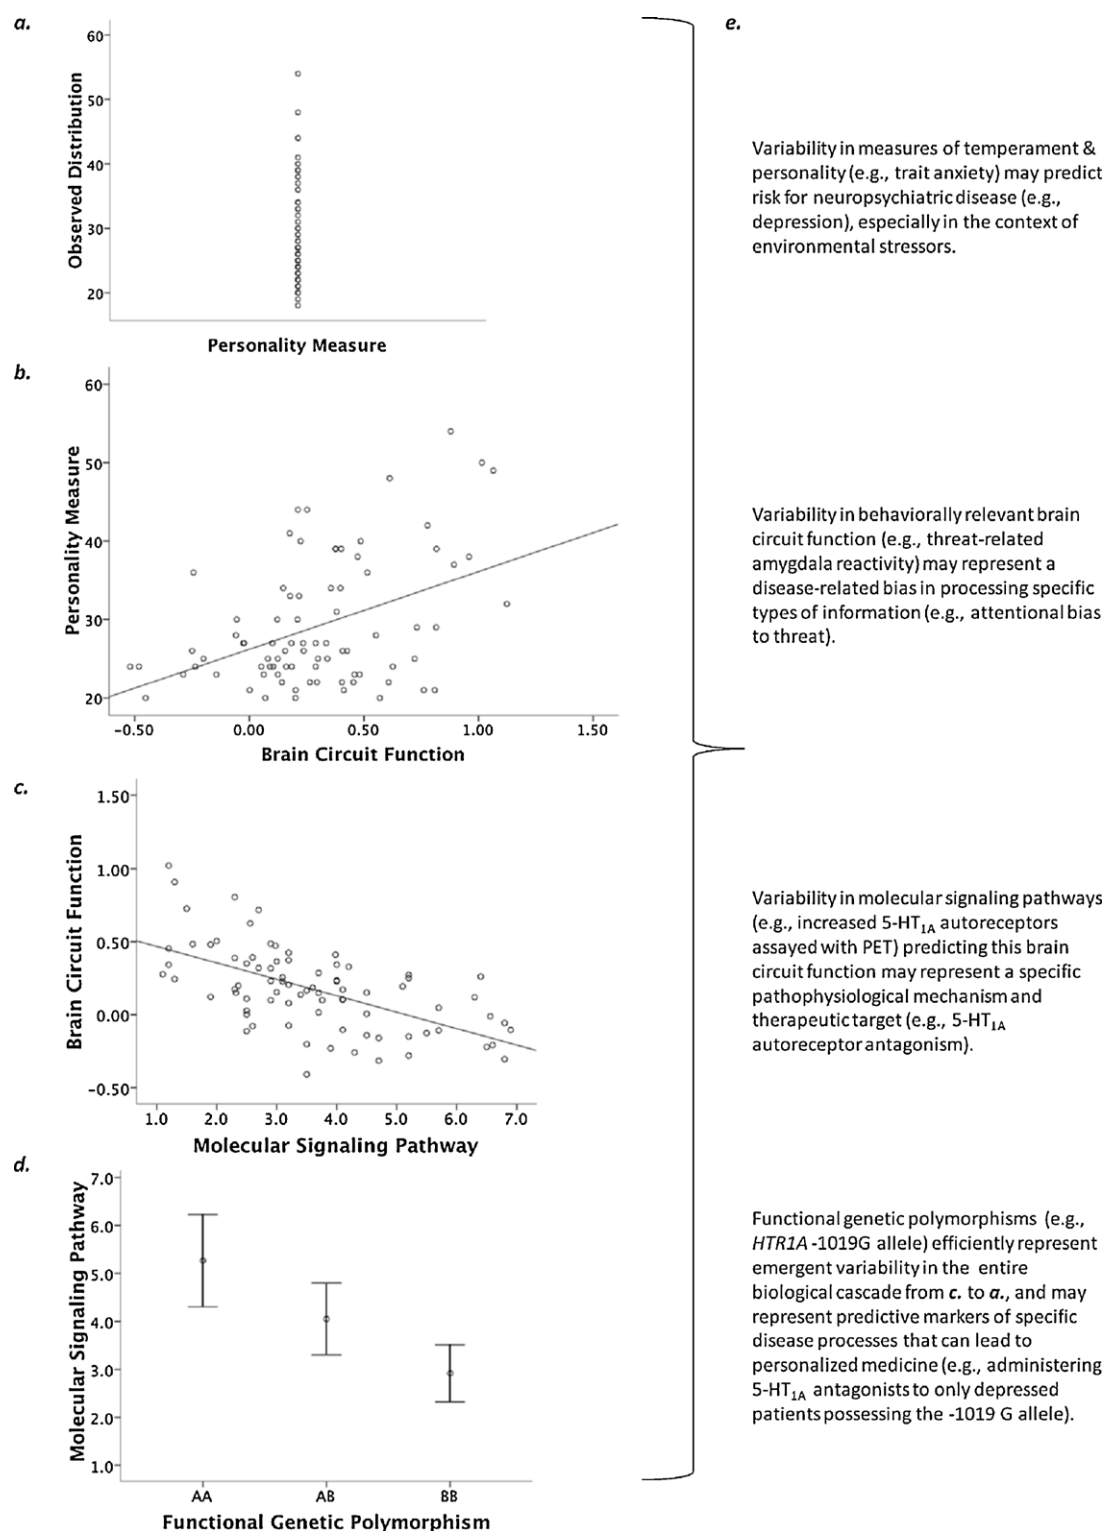 a.
60
50
40
30
20
Observed Distribution
Personality Measure
b.
60
50
40
30
20
Personality Measure
−0.50 0.00 0.50 1.00 1.50
Brain Circuit Function
c.
1.50
1.00
0.50
0.00
−0.50
Brain Circuit Function
1.0 2.0 3.0 4.0 5.0 6.0 7.0
Molecular Signaling Pathway
d.
7.0
6.0
5.0
4.0
3.0
2.0
1.0
Molecular Signaling Pathway
AA AB BB
Functional Genetic Polymorphism
e.
Variability in measures of temperament &
personality (e.g., trait anxiety) may predict
risk for neuropsychiatric disease (e.g.,
depression), especially in the context of
environmental stressors.
Variability in behaviorally relevant brain
circuit function (e.g., threat-related
amygdala reactivity) may represent a
disease-related bias in processing specific
types of information (e.g., attentional bias
to threat).
Variability in molecular signaling pathways
(e.g., increased 5-HT1A autoreceptors
assayed with PET) predicting this brain
circuit function may represent a specific
pathophysiological mechanism and
therapeutic target (e.g., 5-HT1A
autoreceptor antagonism).
Functional genetic polymorphisms (e.g.,
HTR1A -1019G allele) efficiently represent
emergent variability in the entire
biological cascade from c. to a., and may
represent predictive markers of specific
disease processes that can lead to
personalized medicine (e.g., administering
5-HT1A antagonists to only depressed
patients possessing the -1019 G allele).